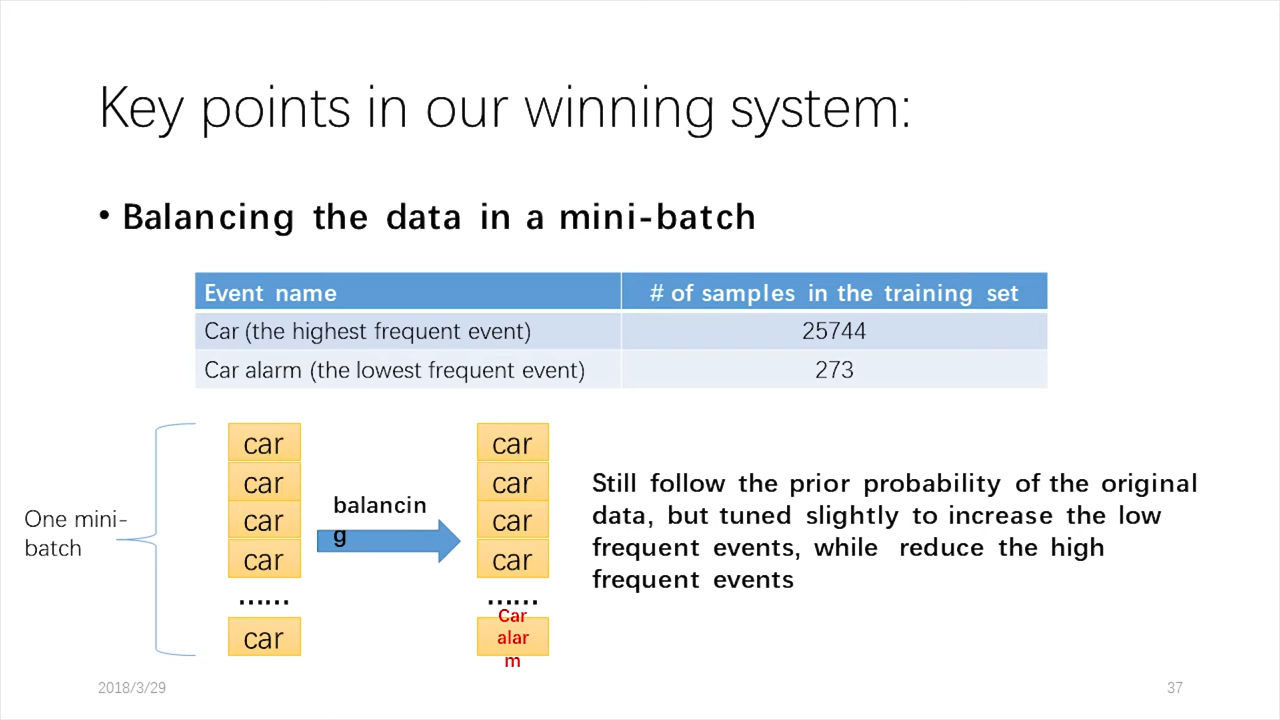 Key points in our winning system:
• Balancing the data in a mini-batch
Event name # of samples in the training set
Car (the highest frequent event) 25744
Car alarm (the lowest frequent event) 273
One mini-
batch
car
car
car
car
......
car
balancin
g
car
car
car
car
......
Car
alar
m
Still follow the prior probability of the original
data, but tuned slightly to increase the low
frequent events, while reduce the high
frequent events
2018/3/29
37